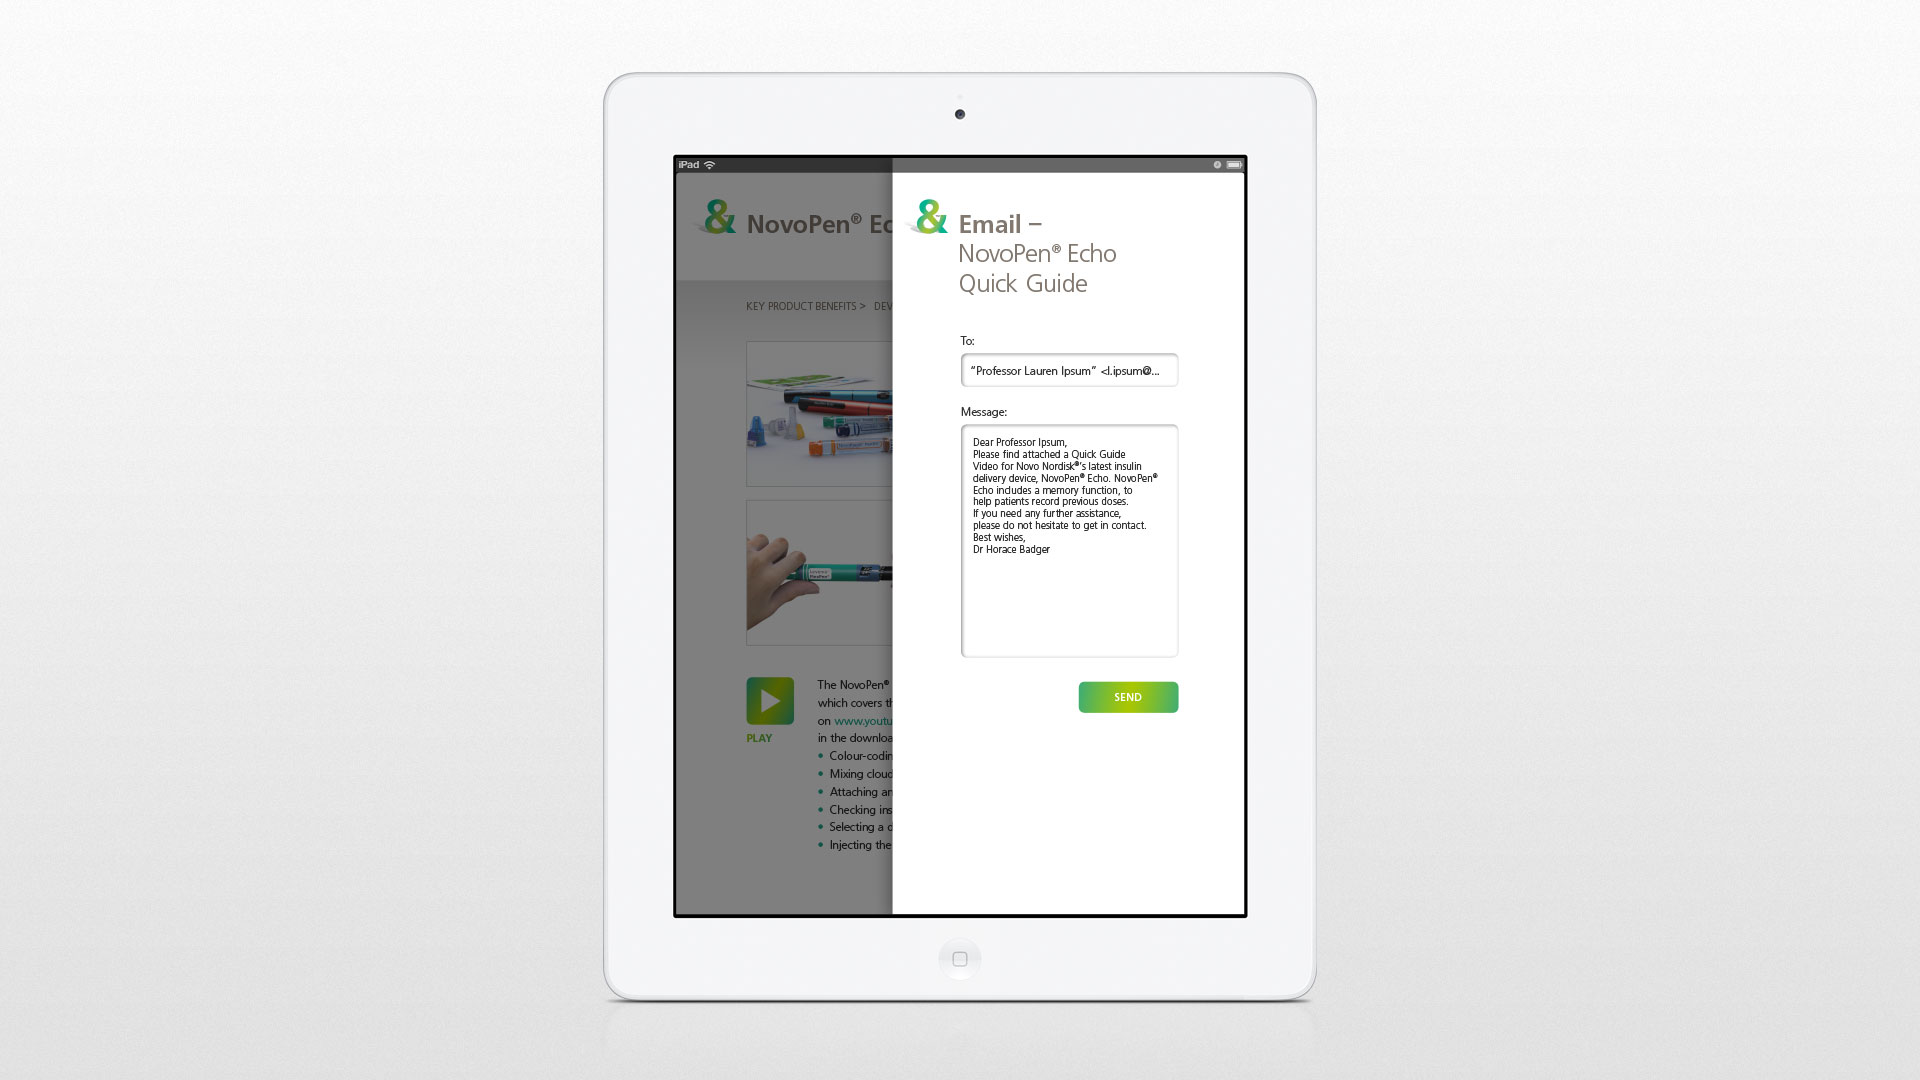 iPad
& NovoPen® Ec
KEY PRODUCT BENEFITS > DEV
PLAY
The NovoPen®
which covers th
on www.youtu
in the downloa
• Colour-codin
• Mixing cloud
• Attaching an
• Checking ins
• Selecting a d
• Injecting the
& Email –
NovoPen® Echo
Quick Guide
To:
“Professor Lauren Ipsum” <l.ipsum@...
Message:
Dear Professor Ipsum,
Please find attached a Quick Guide
Video for Novo Nordisk®’s latest insulin
delivery device, NovoPen® Echo. NovoPen®
Echo includes a memory function, to
help patients record previous doses.
If you need any further assistance,
please do not hesitate to get in contact.
Best wishes,
Dr Horace Badger
SEND